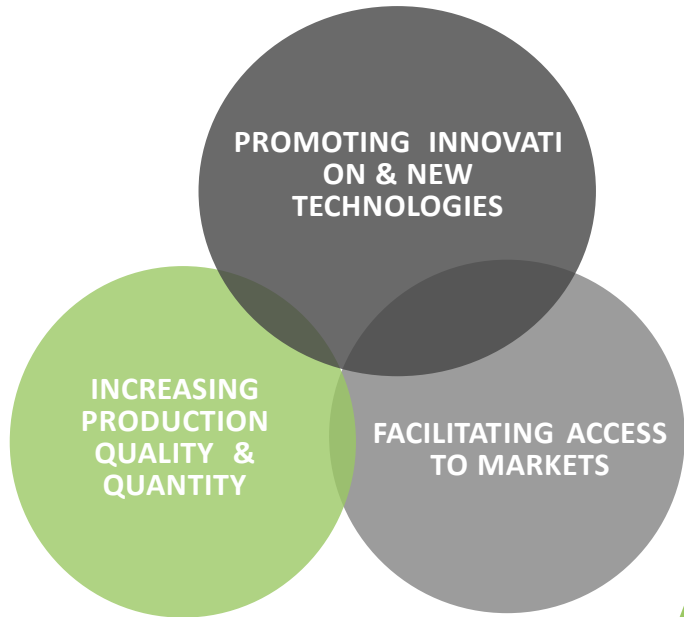 PROMOTING INNOVATI
ON & NEW
TECHNOLOGIES
INCREASING
PRODUCTION
QUALITY &
QUANTITY
FACILITATING ACCESS
TO MARKETS